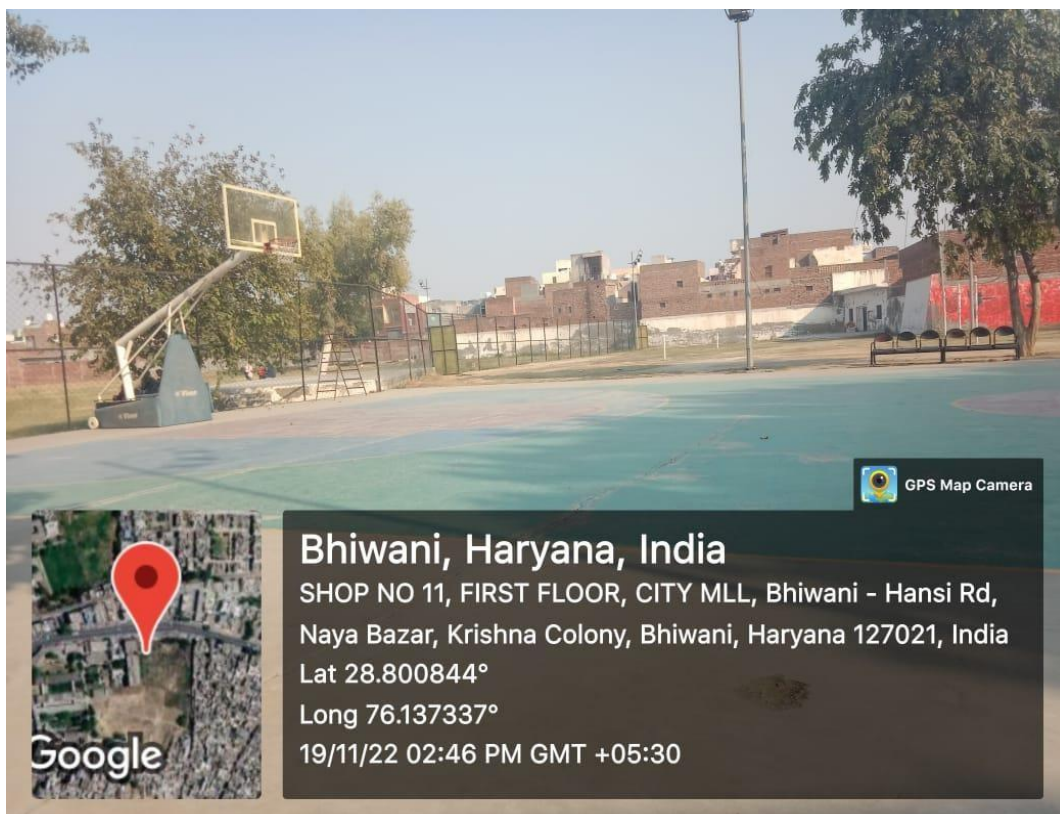 GPS Map Camera
Bhiwani, Haryana, India
SHOP NO 11, FIRST FLOOR, CITY MLL, Bhiwani - Hansi Rd,
Naya Bazar, Krishna Colony, Bhiwani, Haryana 127021, India
Lat 28.800844°
Long 76.137337°
19/11/22 02:46 PM GMT +05:30
Google